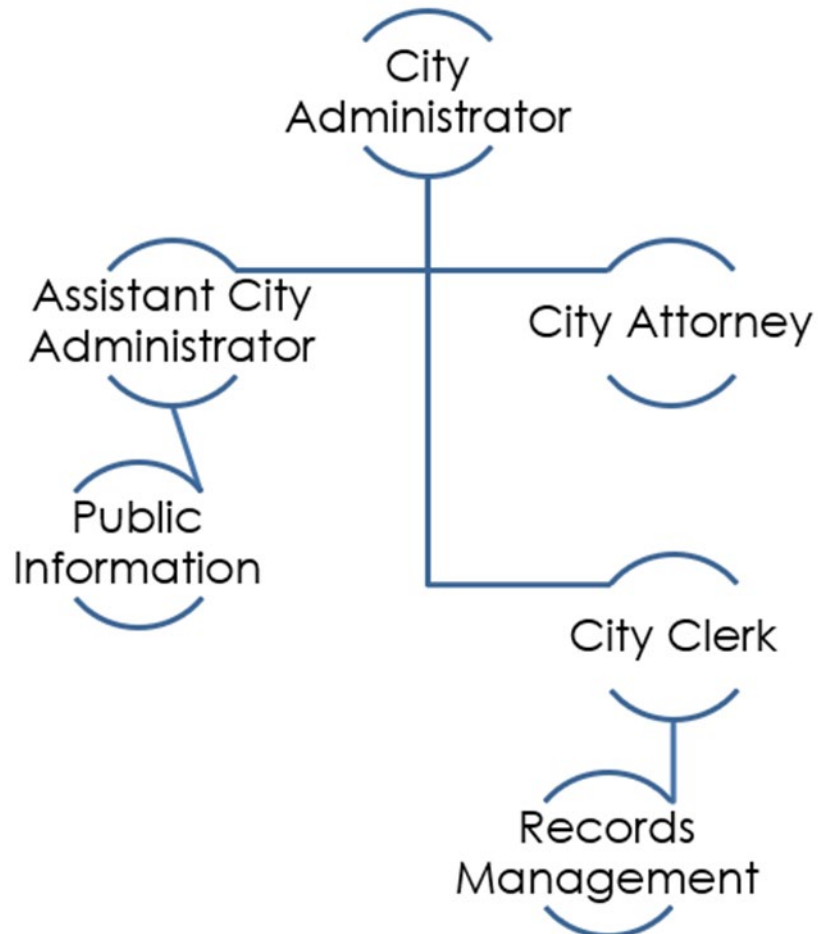 City
Administrator
Assistant City
Administrator
City Attorney
Public
Information
City Clerk
Records
Management